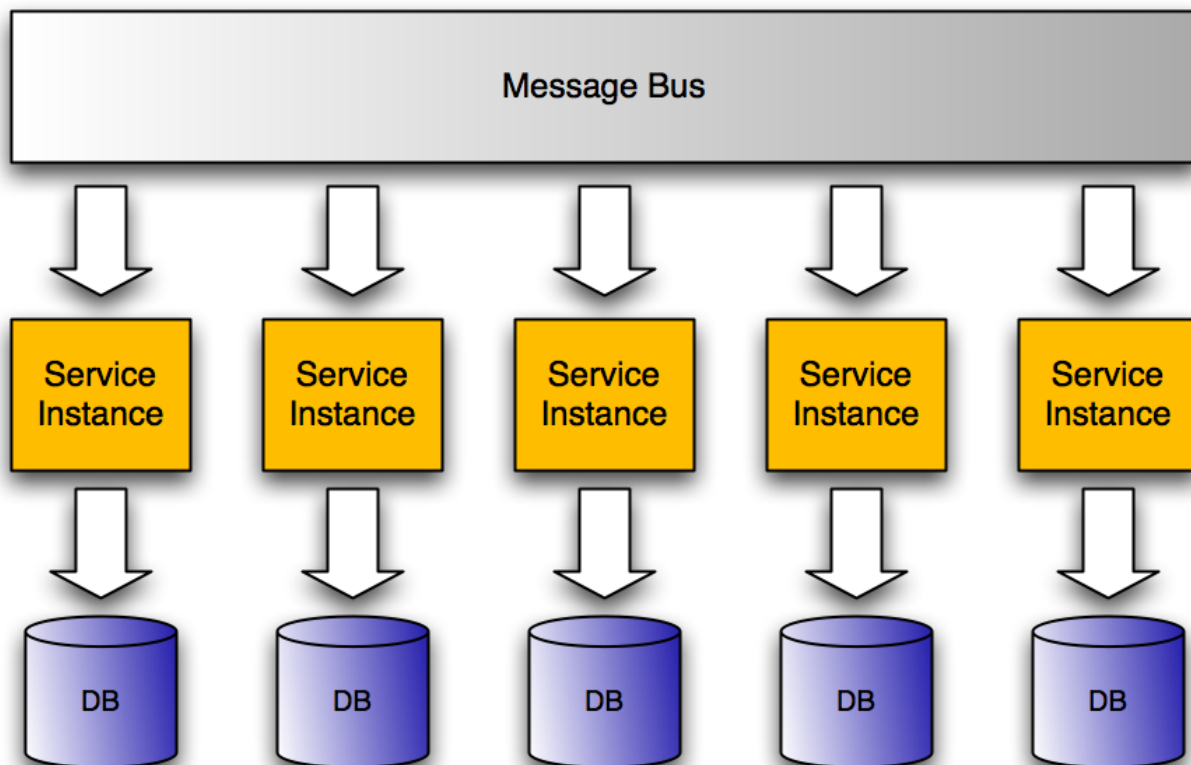 Message Bus
Service
Instance
Service
Instance
Service
Instance
Service
Instance
Service
Instance
DB
DB
DB
DB
DB